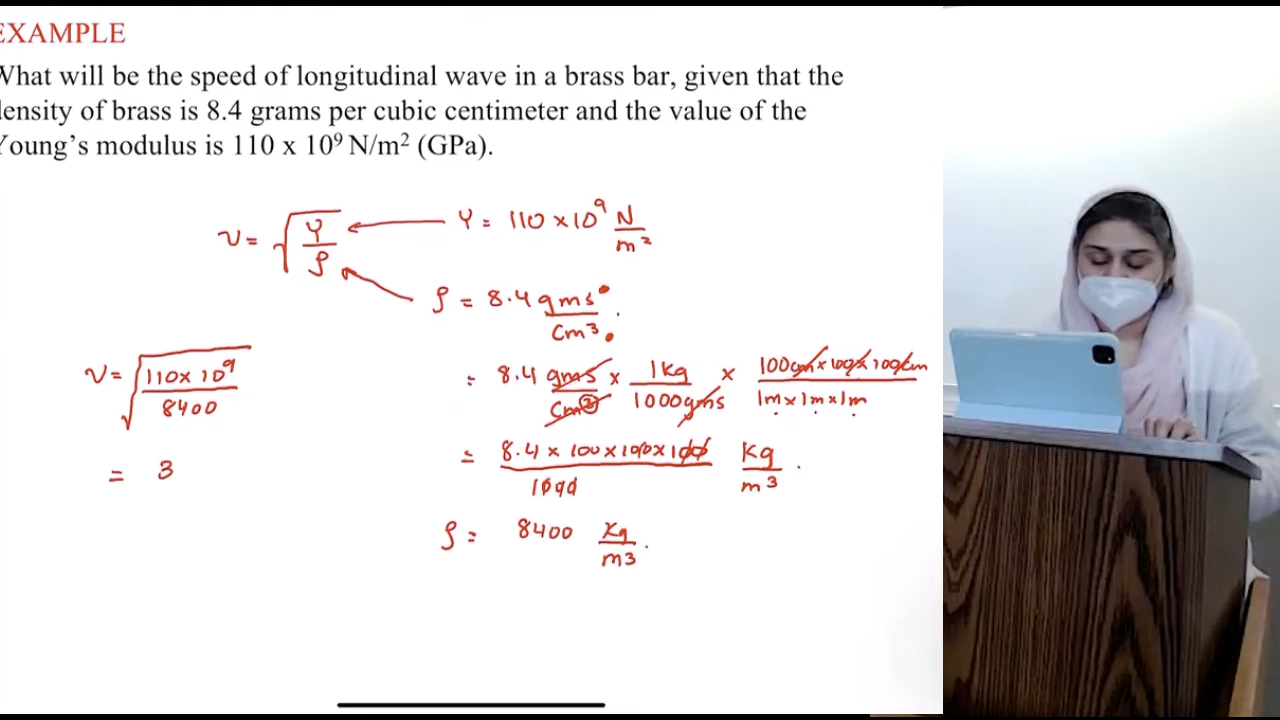 EXAMPLE
What will be the speed of longitudinal wave in a brass bar, given that the
density of brass is 8.4 grams per cubic centimeter and the value of the
Young's modulus is 110 x 10⁹ N/m² (GPa).
v = √(Y/ρ)
Y = 110 × 10⁹ N/m²
ρ = 8.4 gms/cm³.
v = √(110 × 10⁹/8400)
= 8.4 gms/cm³ × 1kg/1000gms × 100cm × 100 × 100cm/1m × 1m × 1m
= 3
= 8.4 × 100 × 100 × 100/1000 kg/m³.
ρ = 8400 kg/m3.